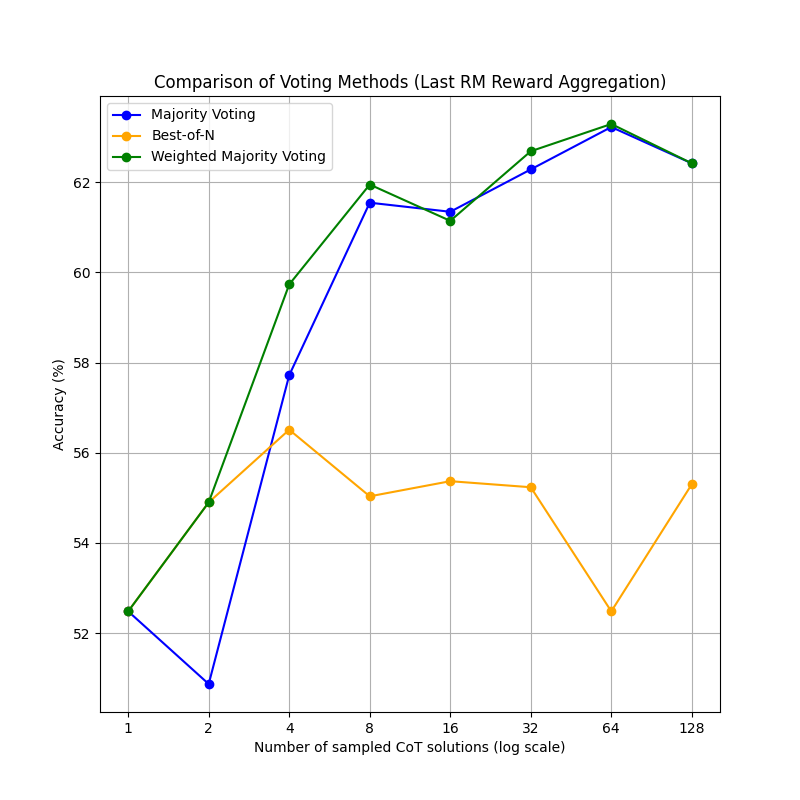 Comparison of Voting Methods (Last RM Reward Aggregation)
Majority Voting
Best-of-N
Weighted Majority Voting
Accuracy (%)
62
60
58
56
54
52
1 2 4 8 16 32 64 128
Number of sampled CoT solutions (log scale)